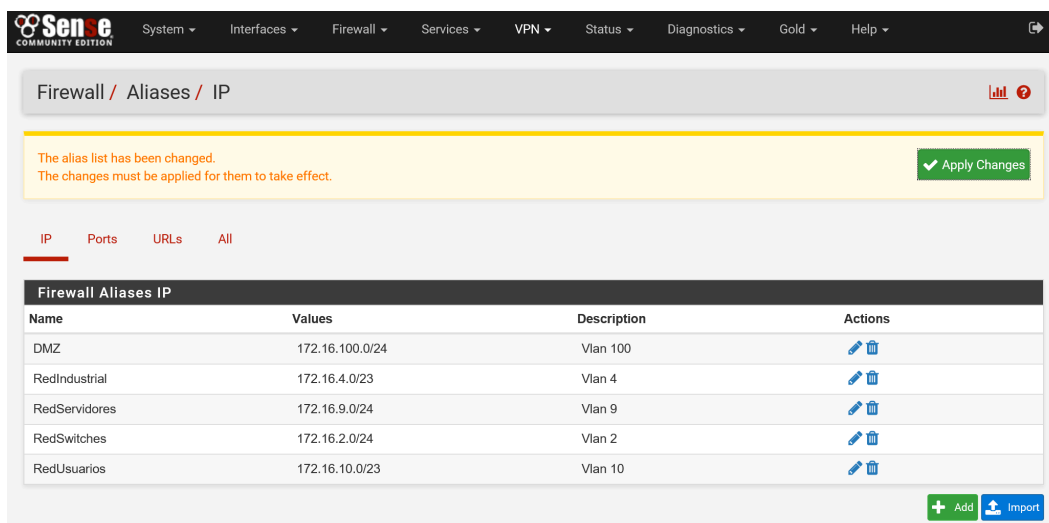 Sense
COMMUNITY EDITION
System Interfaces Firewall Services VPN Status Diagnostics Gold Help
Firewall / Aliases / IP
The alias list has been changed.
The changes must be applied for them to take effect.
Apply Changes
IP Ports URLs All
Firewall Aliases IP
Name Values Description Actions
DMZ 172.16.100.0/24 Vlan 100
RedIndustrial 172.16.4.0/23 Vlan 4
RedServidores 172.16.9.0/24 Vlan 9
RedSwitches 172.16.2.0/24 Vlan 2
RedUsuarios 172.16.10.0/23 Vlan 10
Add Import